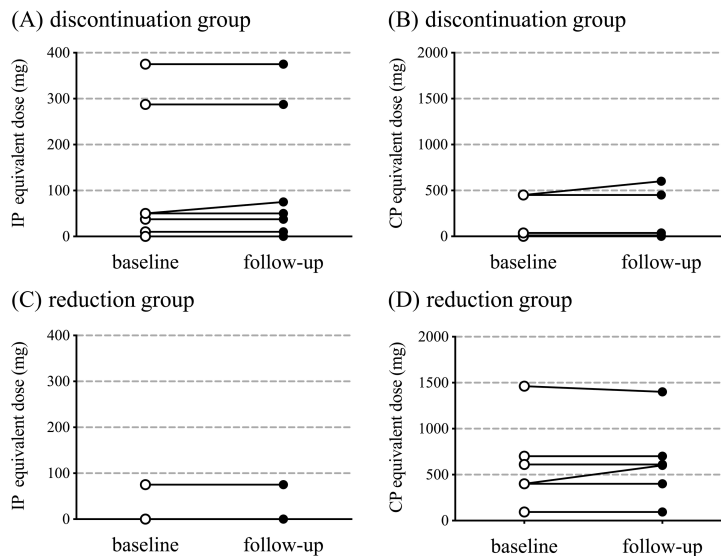 (A) discontinuation group
IP equivalent dose (mg)
400
300
200
100
0
baseline follow-up
(B) discontinuation group
CP equivalent dose (mg)
2000
1500
1000
500
0
baseline follow-up
(C) reduction group
IP equivalent dose (mg)
400
300
200
100
0
baseline follow-up
(D) reduction group
CP equivalent dose (mg)
2000
1500
1000
500
0
baseline follow-up